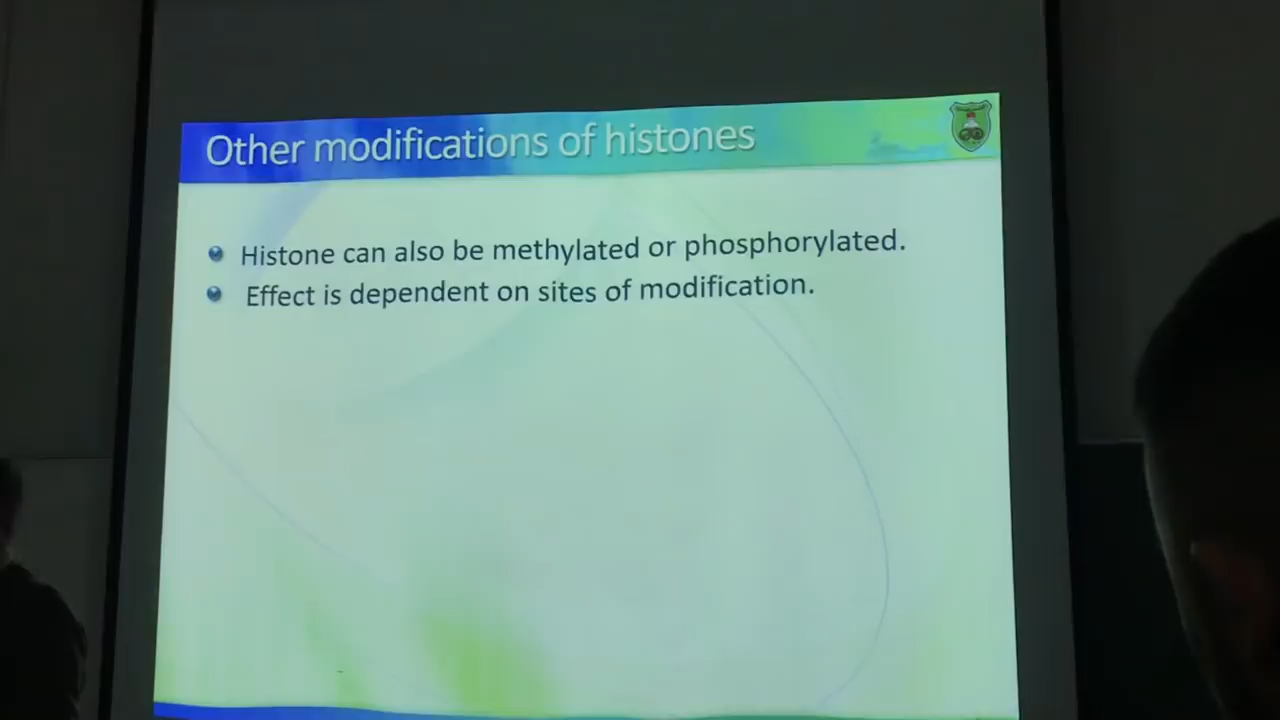 Other modifications of histones
Histone can also be methylated or phosphorylated.
Effect is dependent on sites of modification.